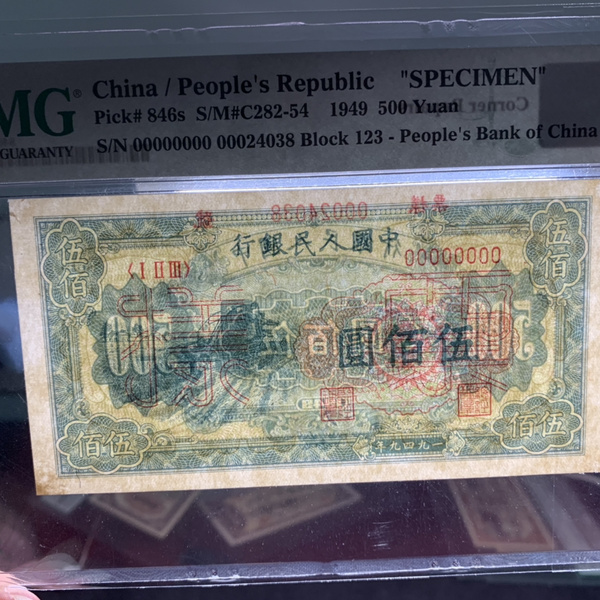 MG®
China / People's Republic "SPECIMEN"
Pick# 846s S/M#C282-54 1949 500 Yuan
GUARANTY
S/N 00000000 00024038 Block 123 - People's Bank of China
00024038
中國人民銀行
伍佰
伍佰
〈I II III〉
00000000
500
伍佰圓
伍佰
伍佰
一九四九年